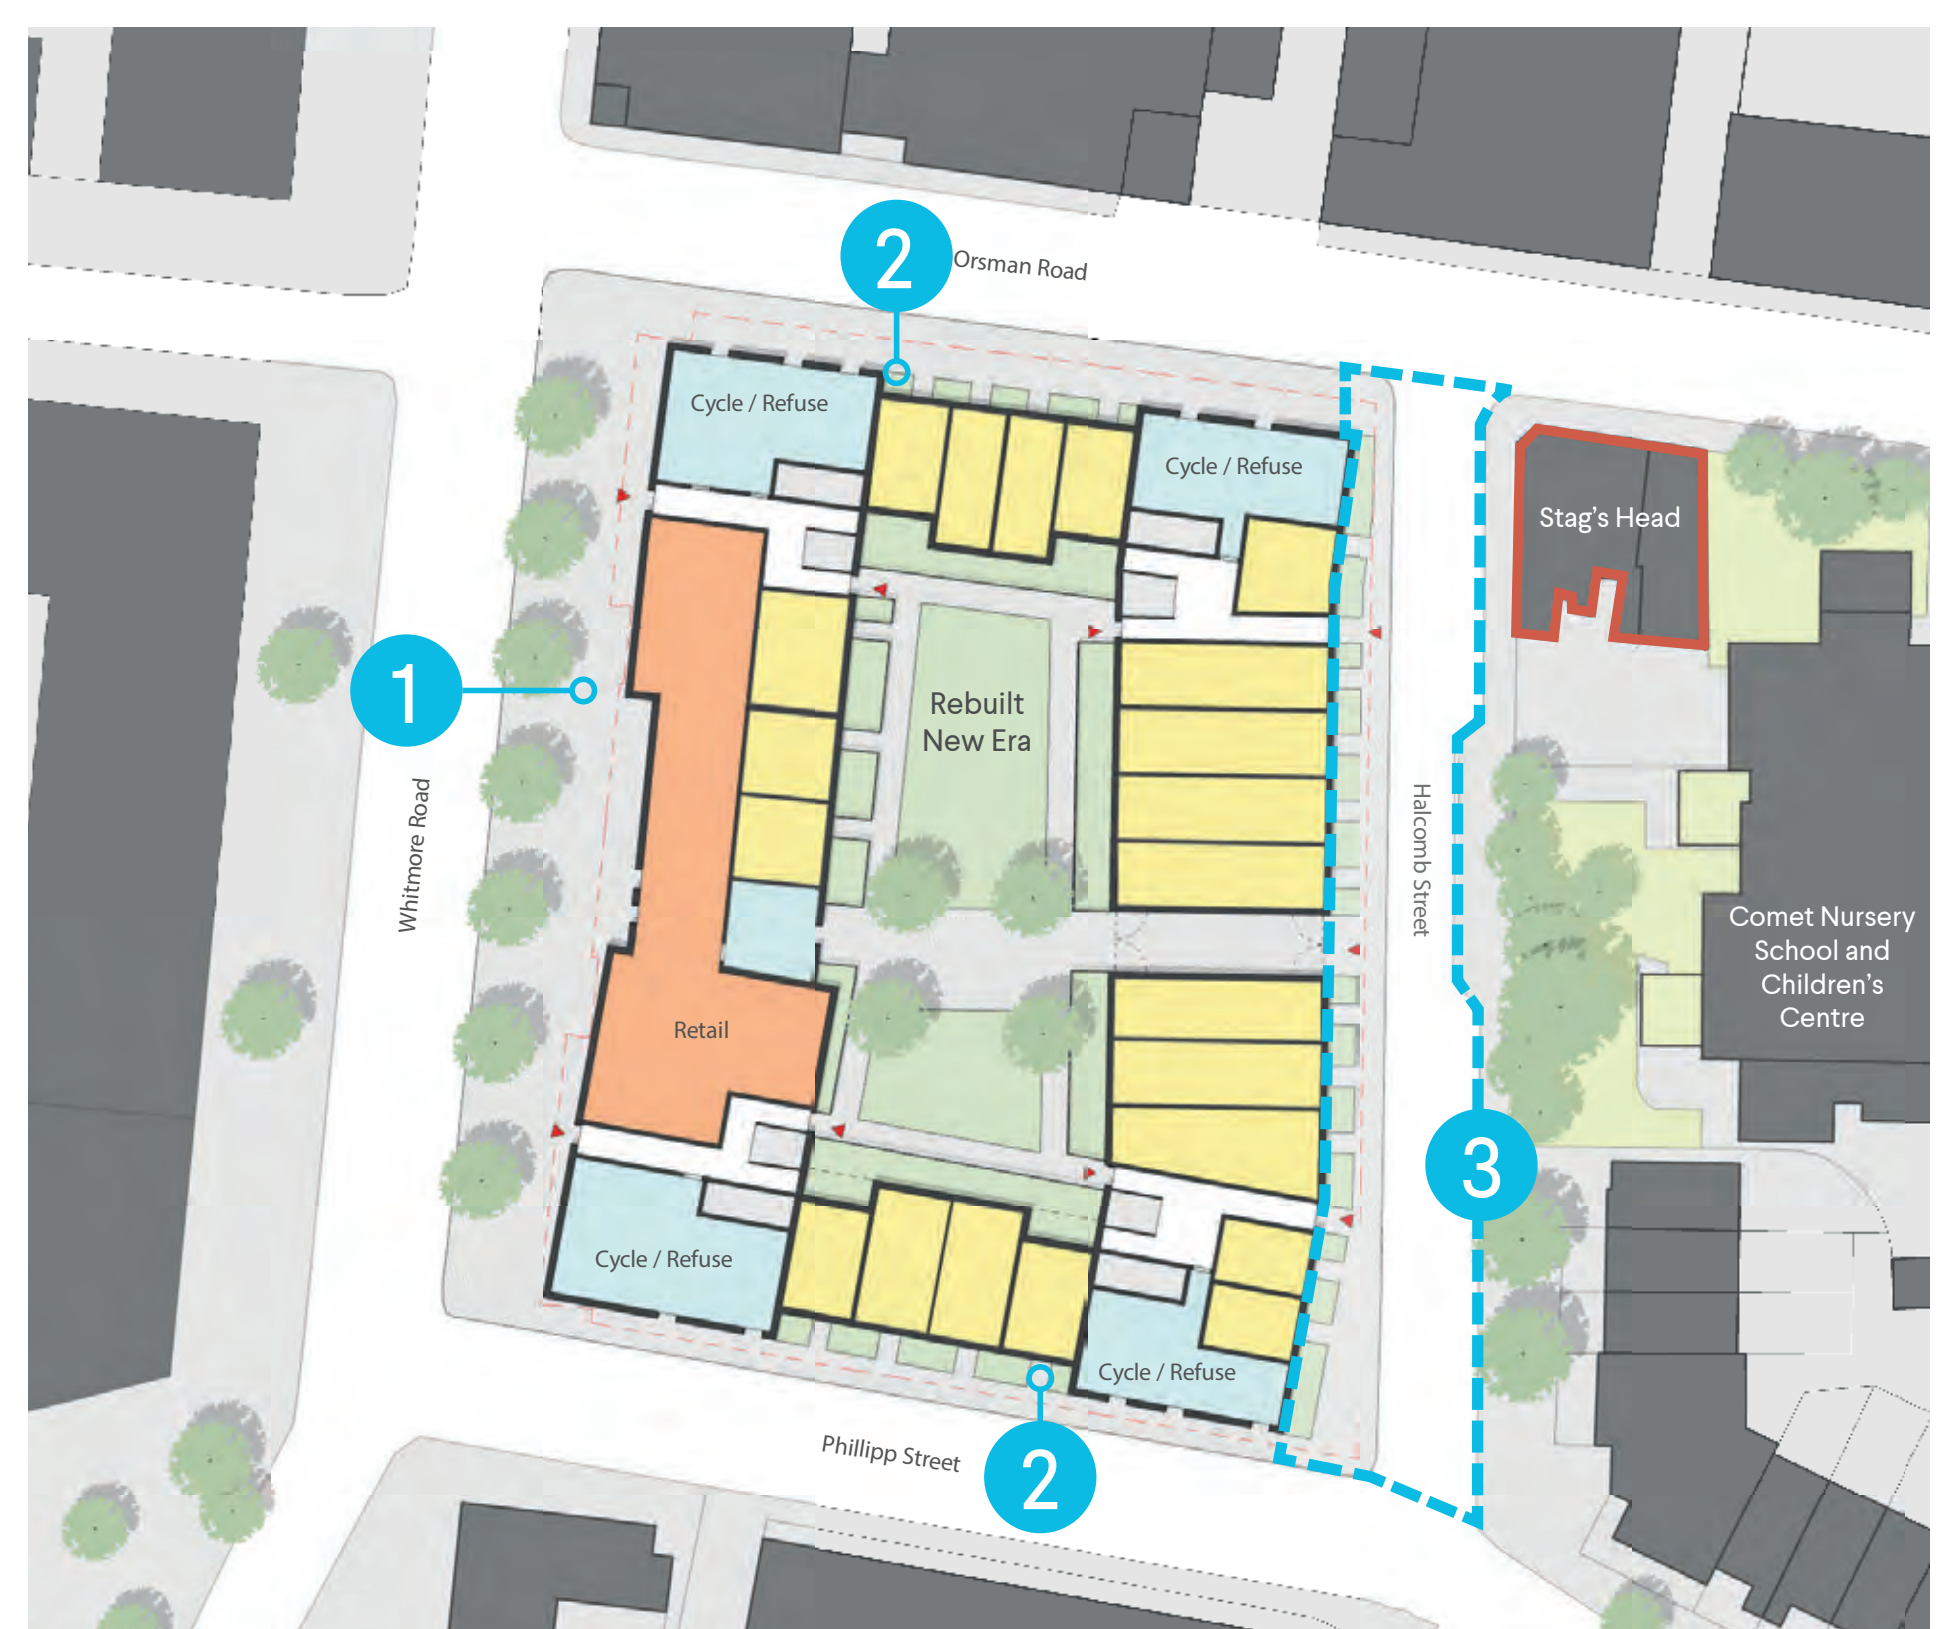 2
Orsman Road
Cycle / Refuse
Cycle / Refuse
Stag's Head
1
Rebuilt
New Era
Whitmore Road
Halcomb Street
Comet Nursery
School and
Children's
Centre
Retail
3
Cycle / Refuse
Cycle / Refuse
Phillipp Street
2